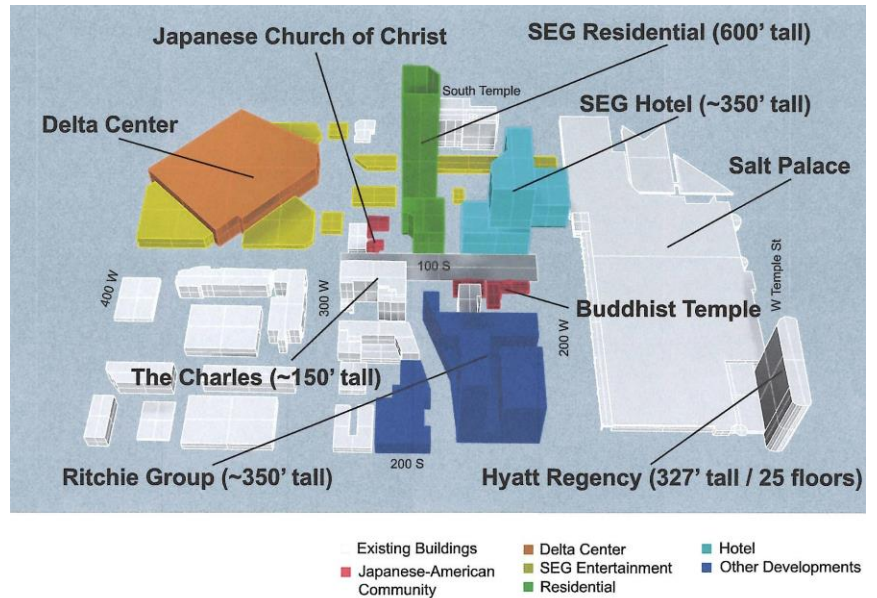 Japanese Church of Christ
SEG Residential (600' tall)
South Temple
SEG Hotel (~350' tall)
Delta Center
Salt Palace
100 S
400 W
300 W
200 W
W Temple St
Buddhist Temple
The Charles (~150' tall)
200 S
Ritchie Group (~350' tall)
Hyatt Regency (327' tall / 25 floors)
Existing Buildings
Japanese-American
Community
Delta Center
SEG Entertainment
Residential
Hotel
Other Developments